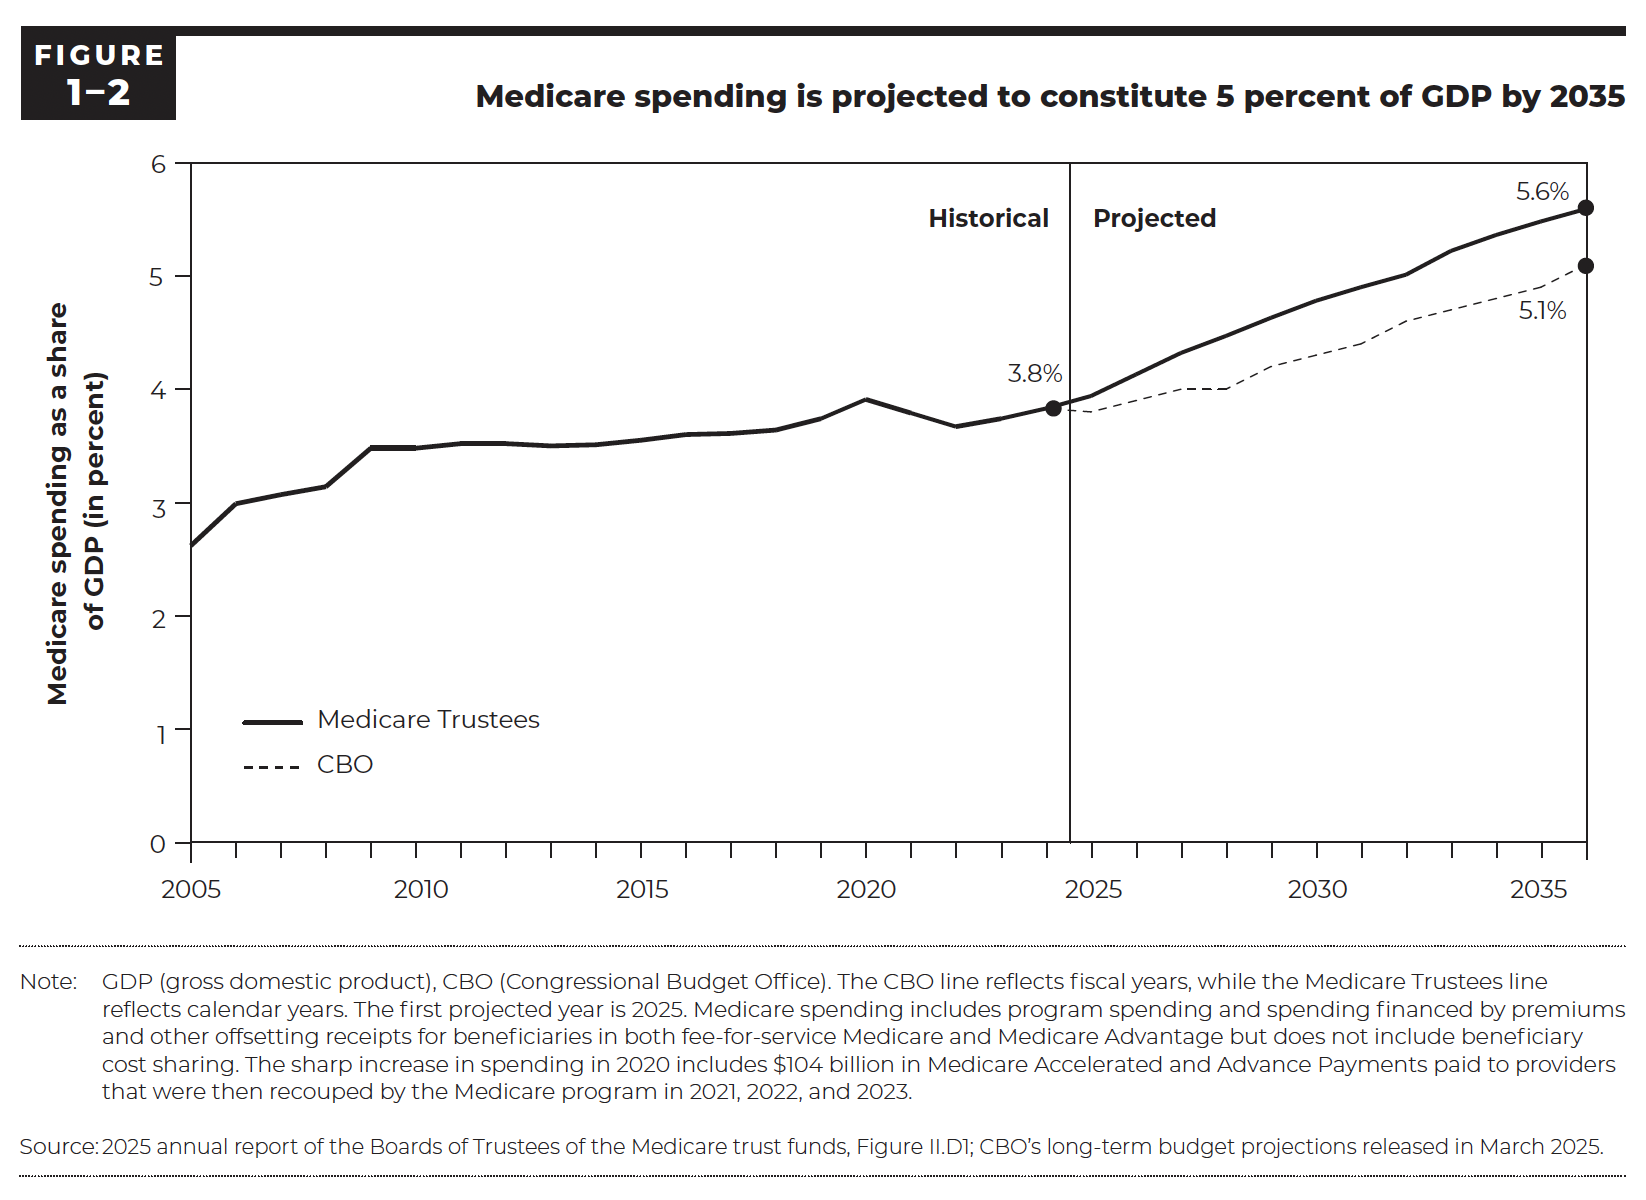 FIGURE
1–2
Medicare spending is projected to constitute 5 percent of GDP by 2035
Medicare spending as a share
of GDP (in percent)
6
5
4
3
2
1
0
Historical
Projected
5.6%
5.1%
3.8%
Medicare Trustees
CBO
2005
2010
2015
2020
2025
2030
2035
Note: GDP (gross domestic product), CBO (Congressional Budget Office). The CBO line reflects fiscal years, while the Medicare Trustees line
reflects calendar years. The first projected year is 2025. Medicare spending includes program spending and spending financed by premiums
and other offsetting receipts for beneficiaries in both fee-for-service Medicare and Medicare Advantage but does not include beneficiary
cost sharing. The sharp increase in spending in 2020 includes $104 billion in Medicare Accelerated and Advance Payments paid to providers
that were then recouped by the Medicare program in 2021, 2022, and 2023.
Source: 2025 annual report of the Boards of Trustees of the Medicare trust funds, Figure II.D1; CBO’s long-term budget projections released in March 2025.